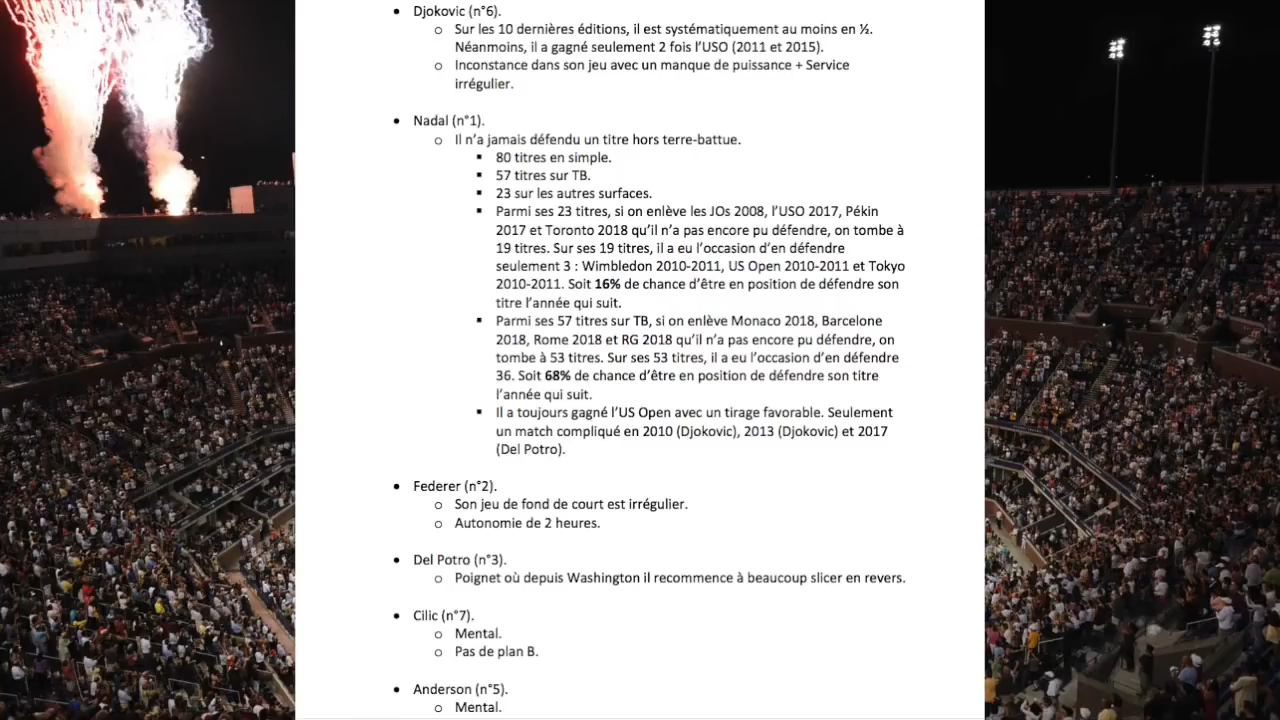 • Djokovic (n°6).
o Sur les 10 dernières éditions, il est systématiquement au moins en ½.
Néanmoins, il a gagné seulement 2 fois l'USO (2011 et 2015).
o Inconstance dans son jeu avec un manque de puissance + Service
irrégulier.
• Nadal (n°1).
o Il n'a jamais défendu un titre hors terre-battue.
▪ 80 titres en simple.
▪ 57 titres sur TB.
▪ 23 sur les autres surfaces.
▪ Parmi ses 23 titres, si on enlève les JOs 2008, l'USO 2017, Pékin
2017 et Toronto 2018 qu'il n'a pas encore pu défendre, on tombe à
19 titres. Sur ses 19 titres, il a eu l'occasion d'en défendre
seulement 3 : Wimbledon 2010-2011, US Open 2010-2011 et Tokyo
2010-2011. Soit 16% de chance d'être en position de défendre son
titre l'année qui suit.
▪ Parmi ses 57 titres sur TB, si on enlève Monaco 2018, Barcelone
2018, Rome 2018 et RG 2018 qu'il n'a pas encore pu défendre, on
tombe à 53 titres. Sur ses 53 titres, il a eu l'occasion d'en défendre
36. Soit 68% de chance d'être en position de défendre son titre
l'année qui suit.
▪ Il a toujours gagné l'US Open avec un tirage favorable. Seulement
un match compliqué en 2010 (Djokovic), 2013 (Djokovic) et 2017
(Del Potro).
• Federer (n°2).
o Son jeu de fond de court est irrégulier.
o Autonomie de 2 heures.
• Del Potro (n°3).
o Poignet où depuis Washington il recommence à beaucoup slicer en revers.
• Cilic (n°7).
o Mental.
o Pas de plan B.
• Anderson (n°5).
o Mental.